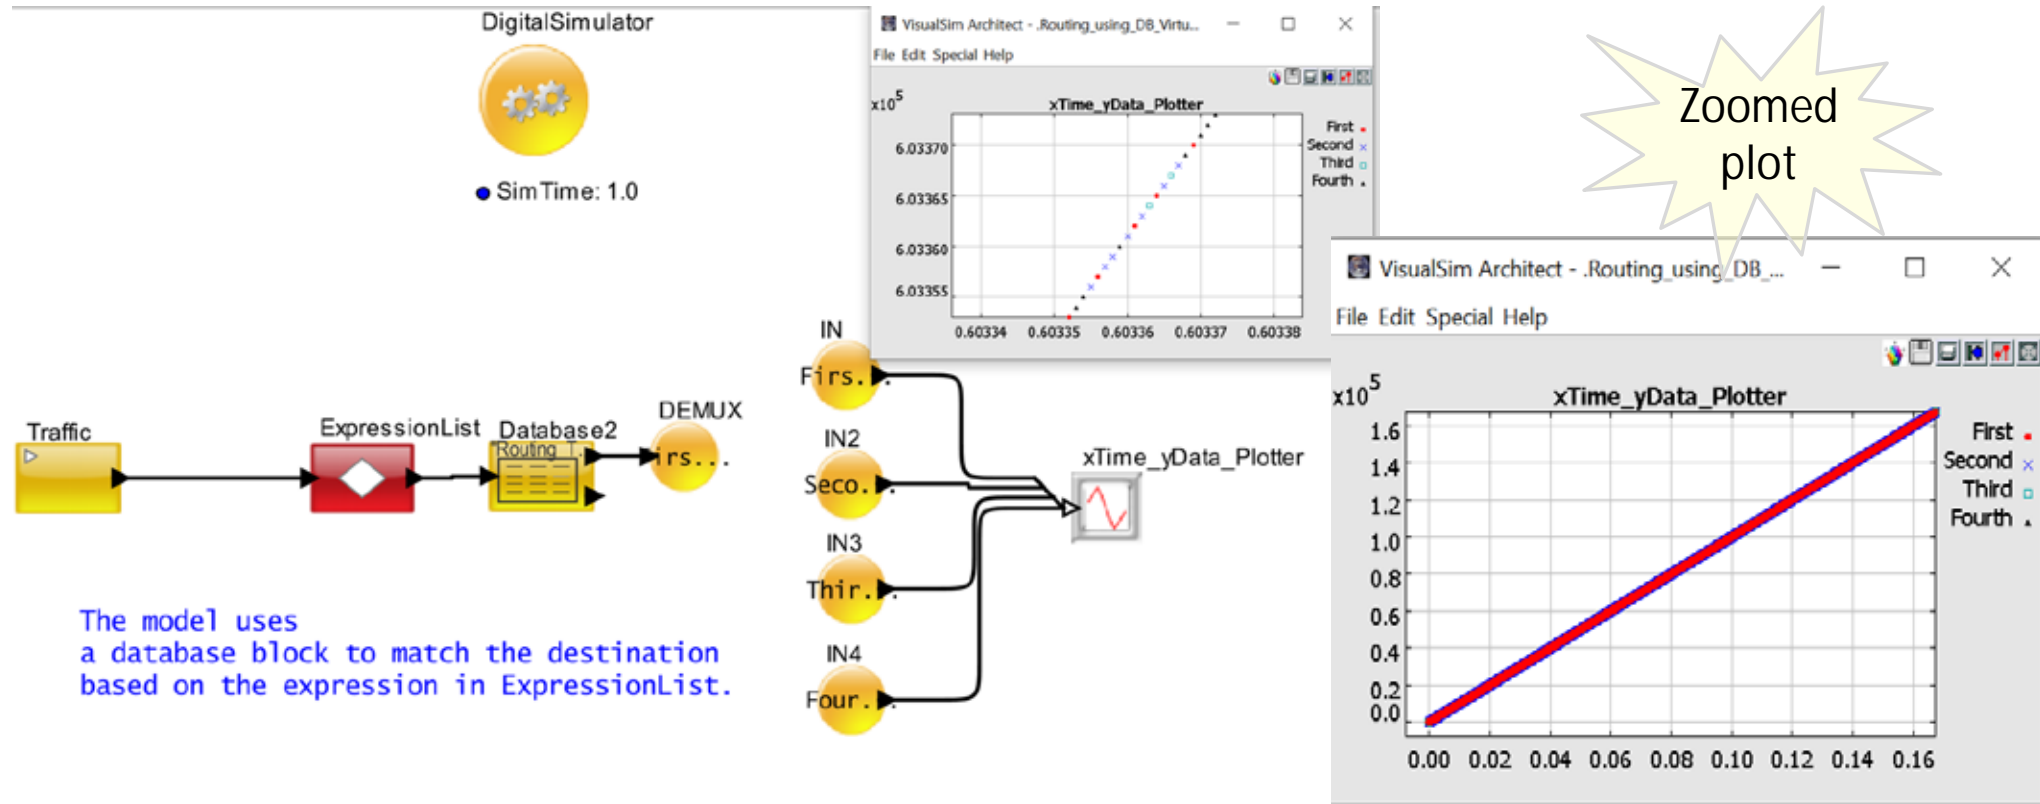 DigitalSimulator
SimTime: 1.0
VisualSim Architect - .Routing_using_DB_Virtu...
File Edit Special Help
x10^5
xTime_yData_Plotter
6.03370
6.03365
6.03360
6.03355
0.60334 0.60335 0.60336 0.60337 0.60338
First
Second
Third
Fourth
Zoomed
plot
VisualSim Architect - .Routing_using_DB_...
File Edit Special Help
x10^5
xTime_yData_Plotter
1.6
1.4
1.2
1.0
0.8
0.6
0.4
0.2
0.0
0.00 0.02 0.04 0.06 0.08 0.10 0.12 0.14 0.16
First
Second
Third
Fourth
Traffic
ExpressionList
Database2
"Routing_T..
DEMUX
irs...
IN
Firs...
IN2
Seco...
IN3
Thir...
IN4
Four...
xTime_yData_Plotter
The model uses
a database block to match the destination
based on the expression in ExpressionList.